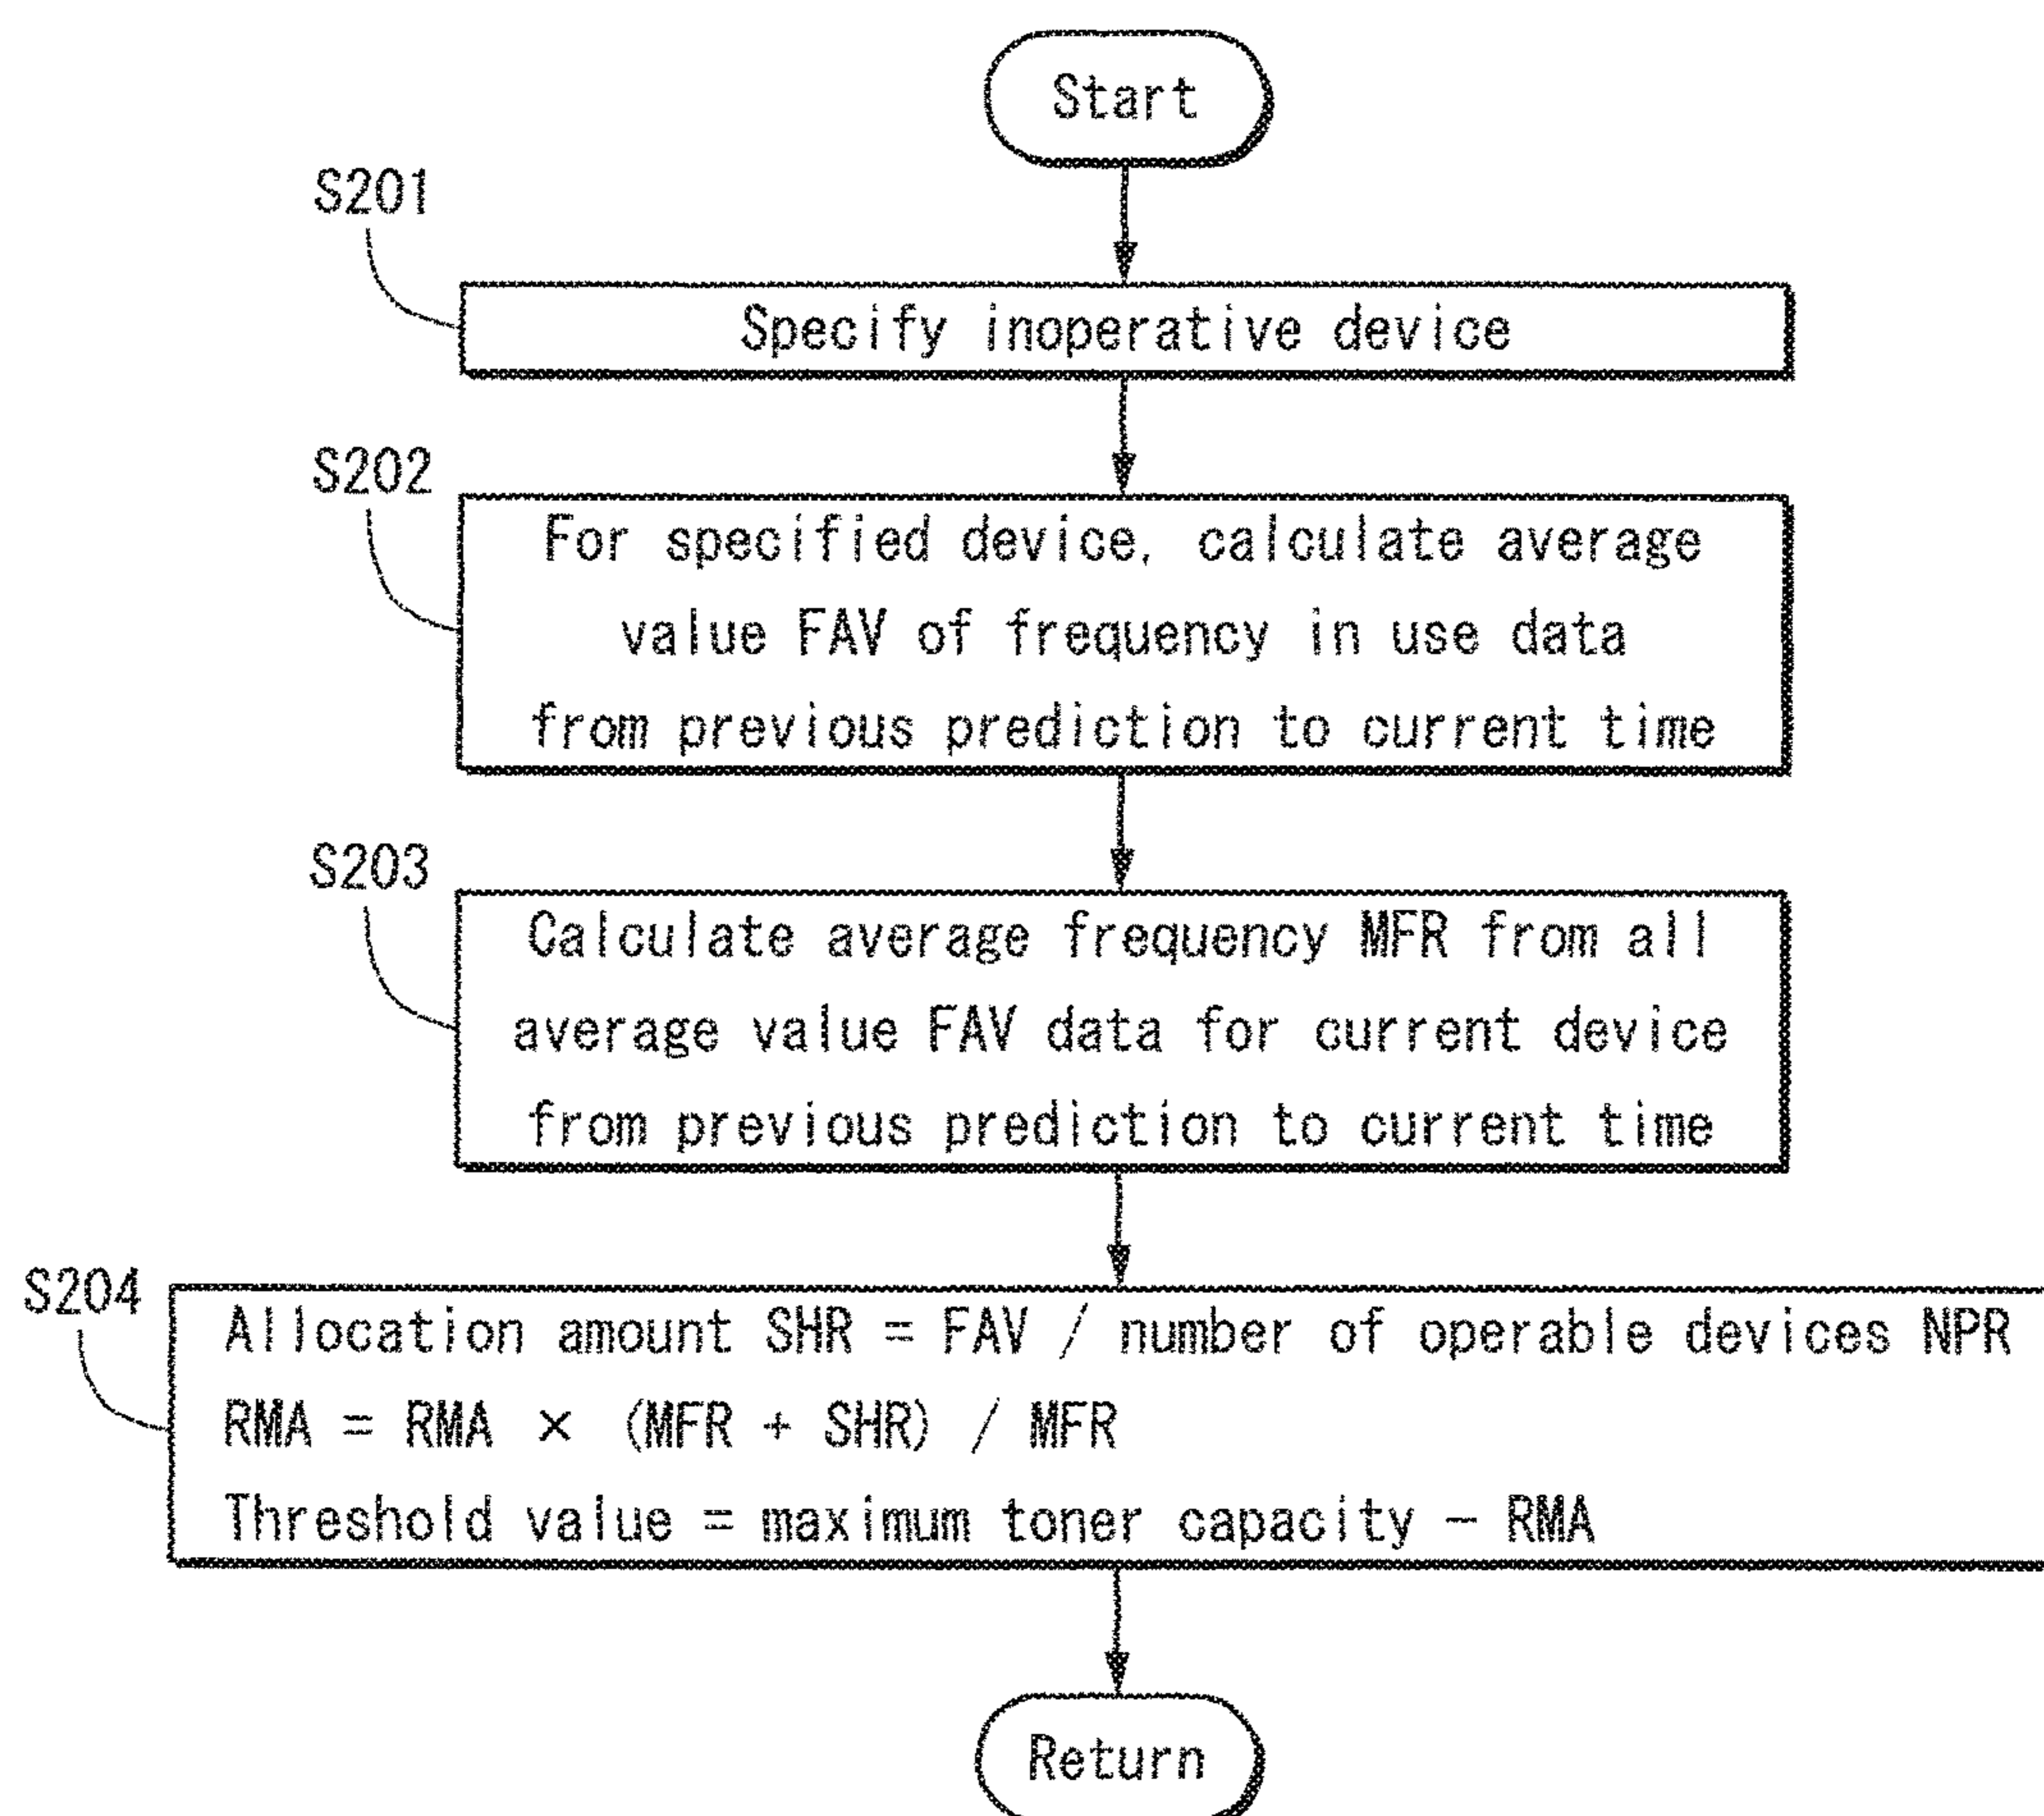 Start
S201
Specify inoperative device
S202
For specified device, calculate average
value FAV of frequency in use data
from previous prediction to current time
S203
Calculate average frequency MFR from all
average value FAV data for current device
from previous prediction to current time
S204
Allocation amount SHR = FAV / number of operable devices NPR
RMA = RMA × (MFR + SHR) / MFR
Threshold value = maximum toner capacity − RMA
Return